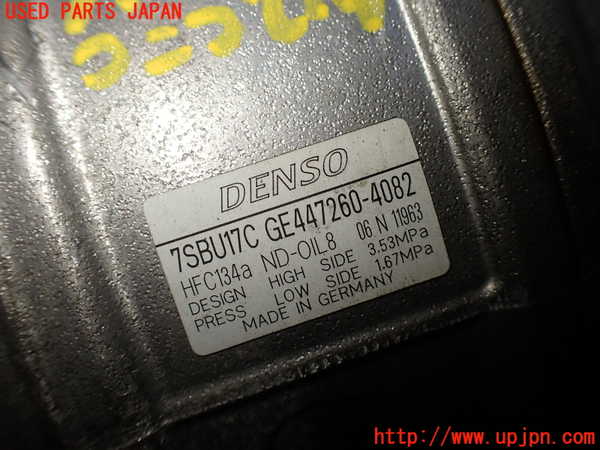 USED PARTS JAPAN
DENSO
7SBU17C GE447260-4082
HFC134a ND-OIL8 06 N 11963
DESIGN HIGH SIDE 3.53MPa
PRESS LOW SIDE 1.67MPa
MADE IN GERMANY
http://www.upjpn.com/